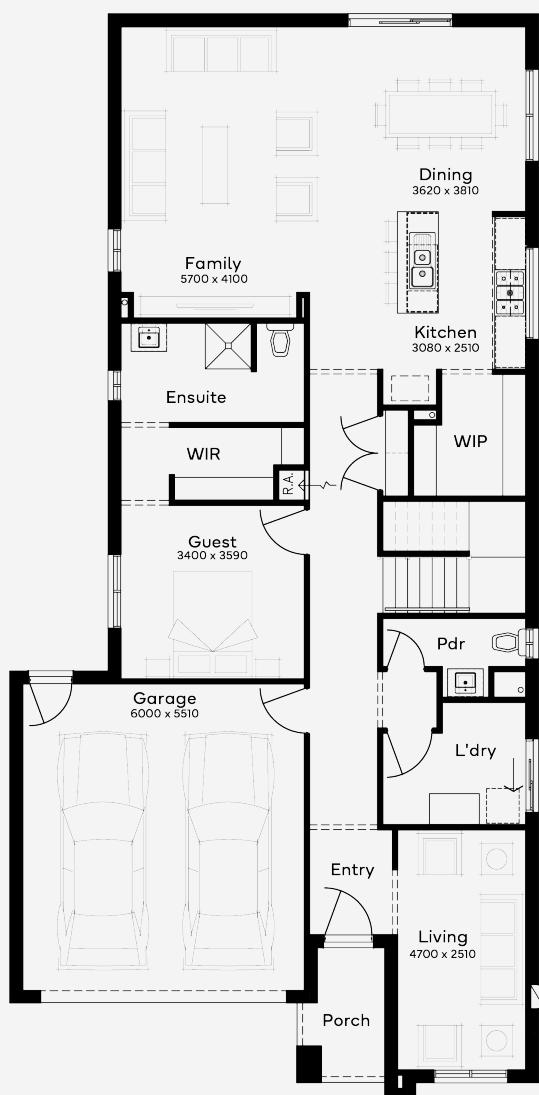 Dining
3620 x 3810
Family
5700 x 4100
Kitchen
3080 x 2510
Ensuite
WIR
WIP
R.A.
Guest
3400 x 3590
Pdr
Garage
6000 x 5510
L'dry
Entry
Living
4700 x 2510
Porch